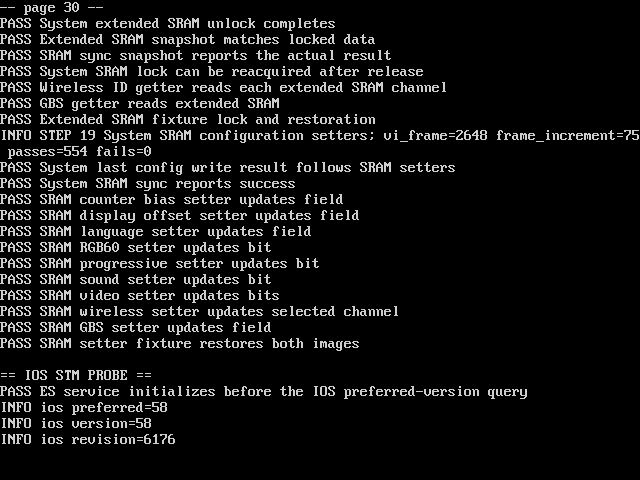 -- page 30 --
PASS System extended SRAM unlock completes
PASS Extended SRAM snapshot matches locked data
PASS SRAM sync snapshot reports the actual result
PASS System SRAM lock can be reacquired after release
PASS Wireless ID getter reads each extended SRAM channel
PASS GBS getter reads extended SRAM
PASS Extended SRAM fixture lock and restoration
INFO STEP 19 System SRAM configuration setters; vi_frame=2648 frame_increment=75
 passes=554 fails=0
PASS System last config write result follows SRAM setters
PASS System SRAM sync reports success
PASS SRAM counter bias setter updates field
PASS SRAM display offset setter updates field
PASS SRAM language setter updates field
PASS SRAM RGB60 setter updates bit
PASS SRAM progressive setter updates bit
PASS SRAM sound setter updates bit
PASS SRAM video setter updates bits
PASS SRAM wireless setter updates selected channel
PASS SRAM GBS setter updates field
PASS SRAM setter fixture restores both images

== IOS STM PROBE ==
PASS ES service initializes before the IOS preferred-version query
INFO ios preferred=58
INFO ios version=58
INFO ios revision=6176